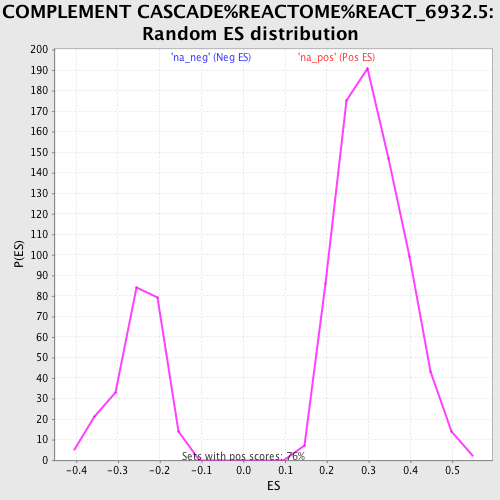 COMPLEMENT CASCADE%REACTOME%REACT_6932.5:
Random ES distribution
'na_neg' (Neg ES)
'na_pos' (Pos ES)
200
190
180
170
160
150
140
130
120
110
100
90
80
70
60
50
40
30
20
10
0
P(ES)
Sets with pos scores: 76%
-0.4 -0.3 -0.2 -0.1 0.0 0.1 0.2 0.3 0.4 0.5
ES